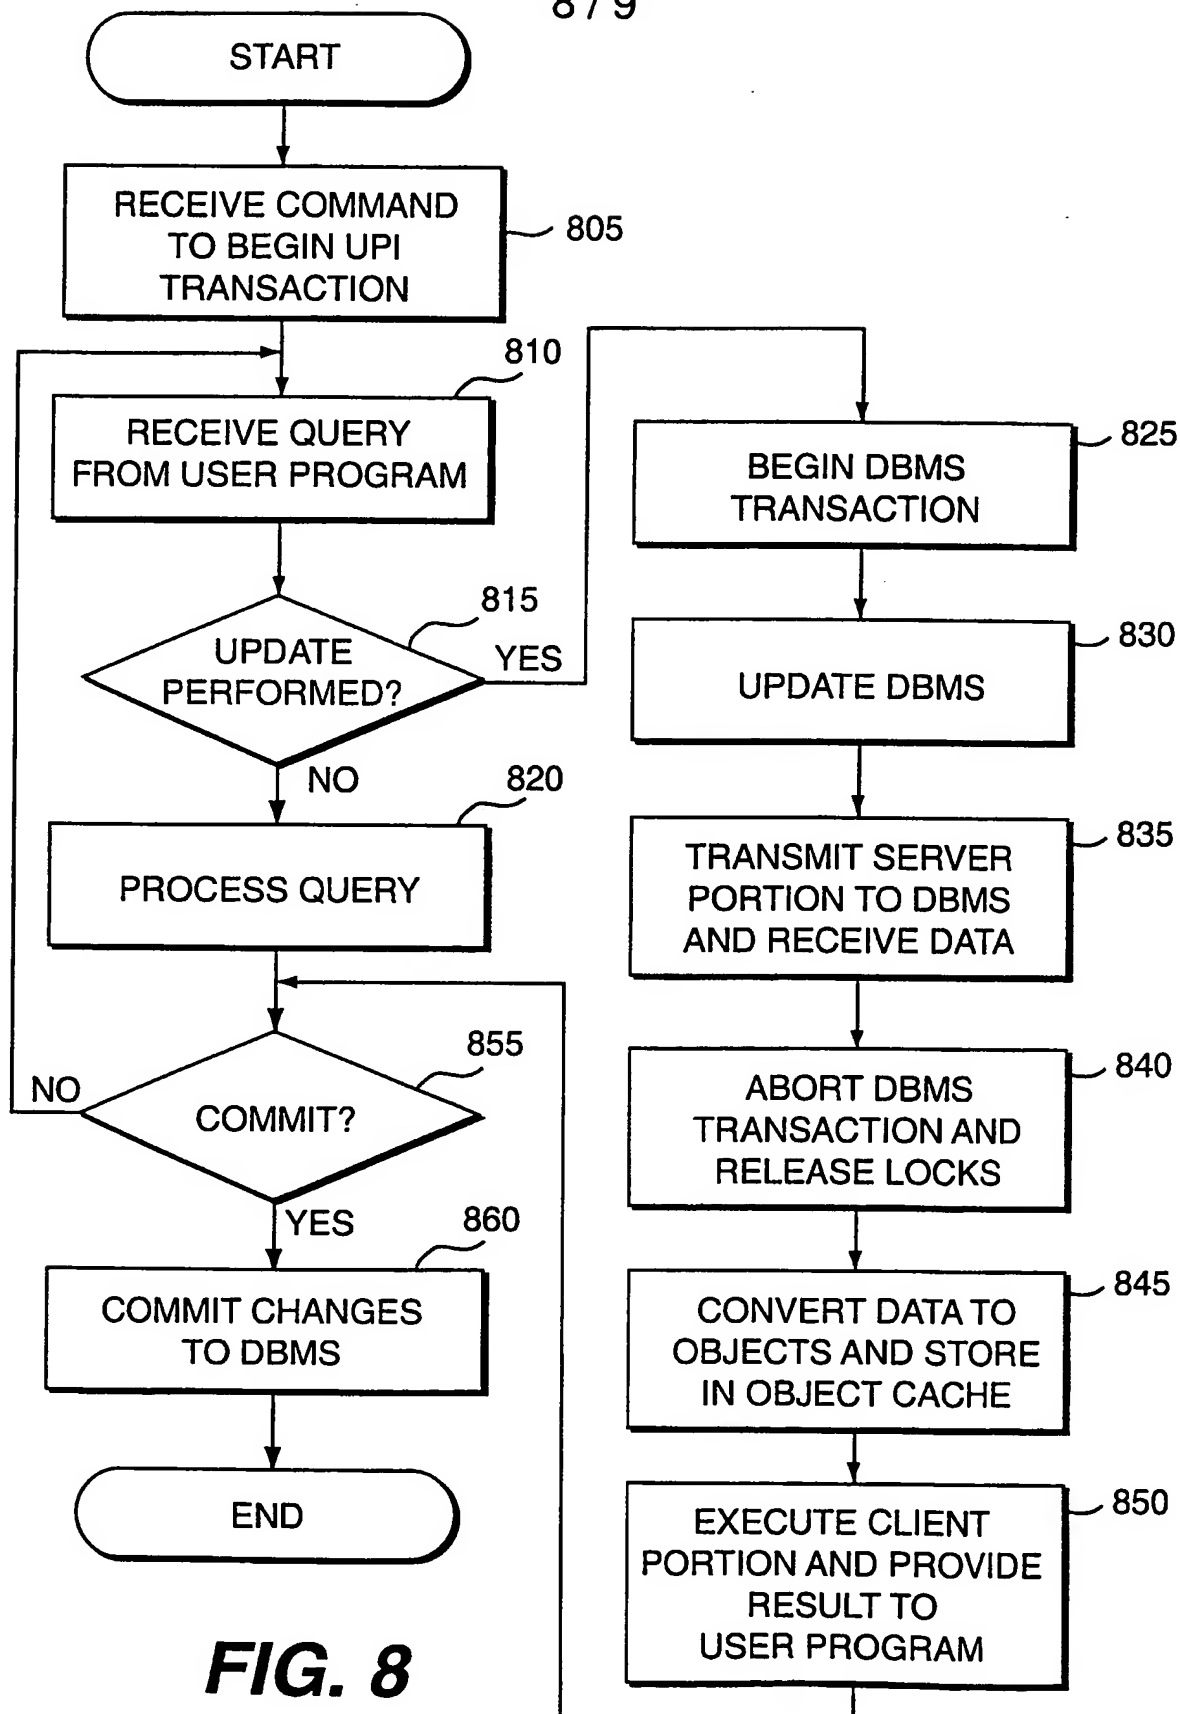 8/9
START
RECEIVE COMMAND
TO BEGIN UPI
TRANSACTION
805
810
RECEIVE QUERY
FROM USER PROGRAM
815
UPDATE
PERFORMED?
YES
NO
820
PROCESS QUERY
855
NO
COMMIT?
YES
860
COMMIT CHANGES
TO DBMS
END
825
BEGIN DBMS
TRANSACTION
830
UPDATE DBMS
835
TRANSMIT SERVER
PORTION TO DBMS
AND RECEIVE DATA
840
ABORT DBMS
TRANSACTION AND
RELEASE LOCKS
845
CONVERT DATA TO
OBJECTS AND STORE
IN OBJECT CACHE
850
EXECUTE CLIENT
PORTION AND PROVIDE
RESULT TO
USER PROGRAM
FIG. 8